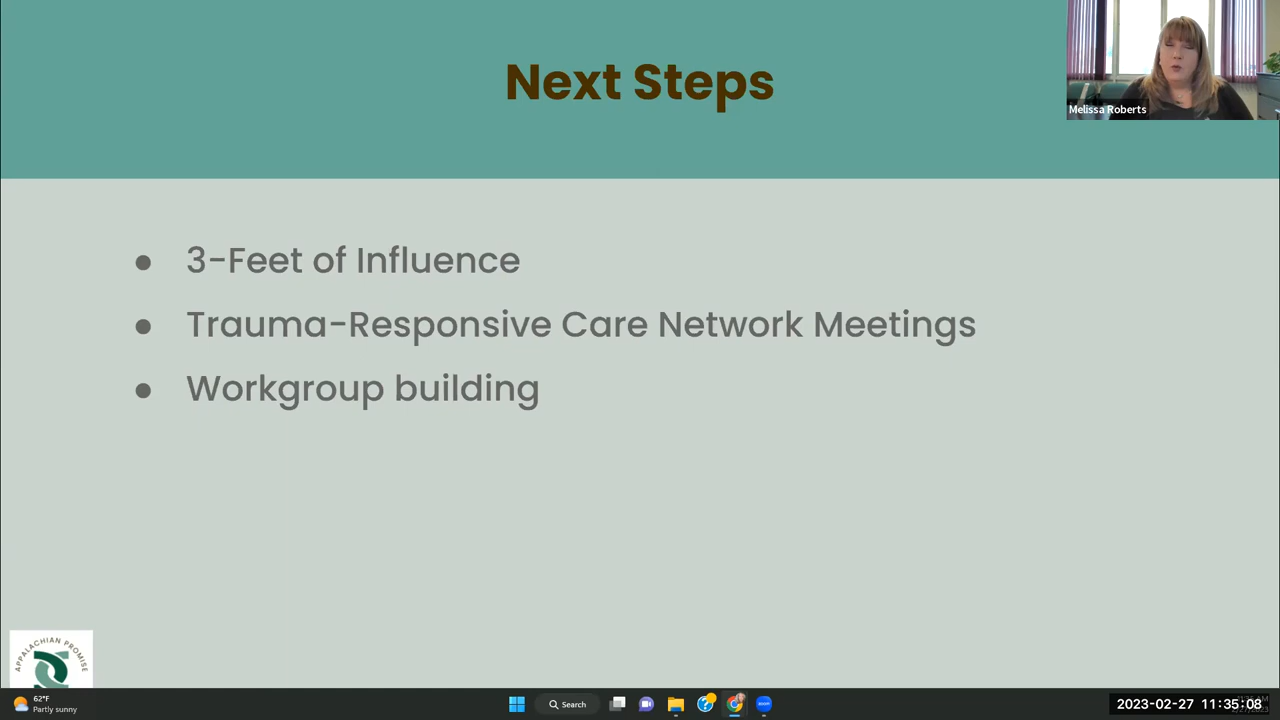 Next Steps
Melissa Roberts
● 3-Feet of Influence
● Trauma-Responsive Care Network Meetings
● Workgroup building
APPALACHIAN PROMISE
62°F
Partly sunny
Search
zoom
2023-02-27 11:35:08